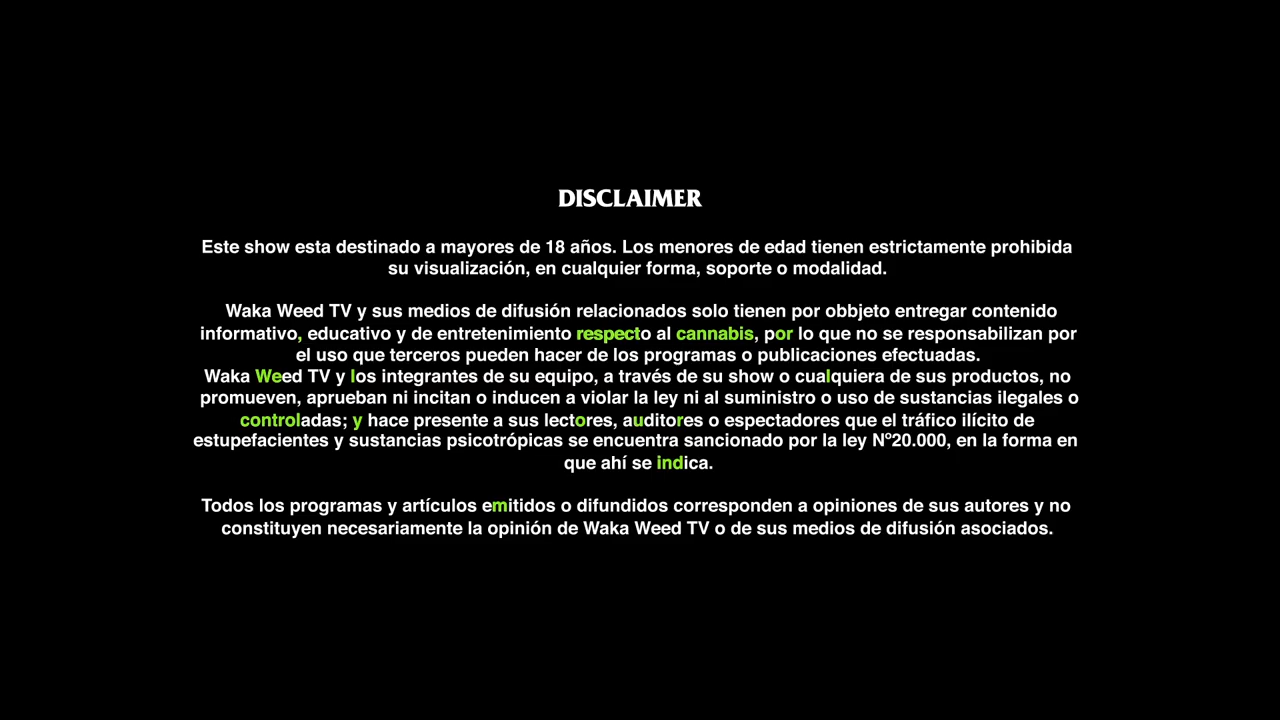 DISCLAIMER
Este show esta destinado a mayores de 18 años. Los menores de edad tienen estrictamente prohibida
su visualización, en cualquier forma, soporte o modalidad.
Waka Weed TV y sus medios de difusión relacionados solo tienen por obbjeto entregar contenido
informativo, educativo y de entretenimiento respecto al cannabis, por lo que no se responsabilizan por
el uso que terceros pueden hacer de los programas o publicaciones efectuadas.
Waka Weed TV y los integrantes de su equipo, a través de su show o cualquiera de sus productos, no
promueven, aprueban ni incitan o inducen a violar la ley ni al suministro o uso de sustancias ilegales o
controladas; y hace presente a sus lectores, auditores o espectadores que el tráfico ilícito de
estupefacientes y sustancias psicotrópicas se encuentra sancionado por la ley Nº20.000, en la forma en
que ahí se indica.
Todos los programas y artículos emitidos o difundidos corresponden a opiniones de sus autores y no
constituyen necesariamente la opinión de Waka Weed TV o de sus medios de difusión asociados.